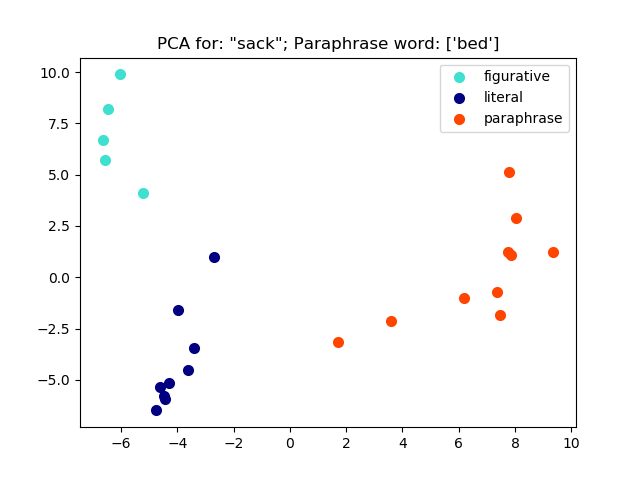 PCA for: "sack"; Paraphrase word: ['bed']
figurative
literal
paraphrase
10.0
7.5
5.0
2.5
0.0
−2.5
−5.0
−6 −4 −2 0 2 4 6 8 10